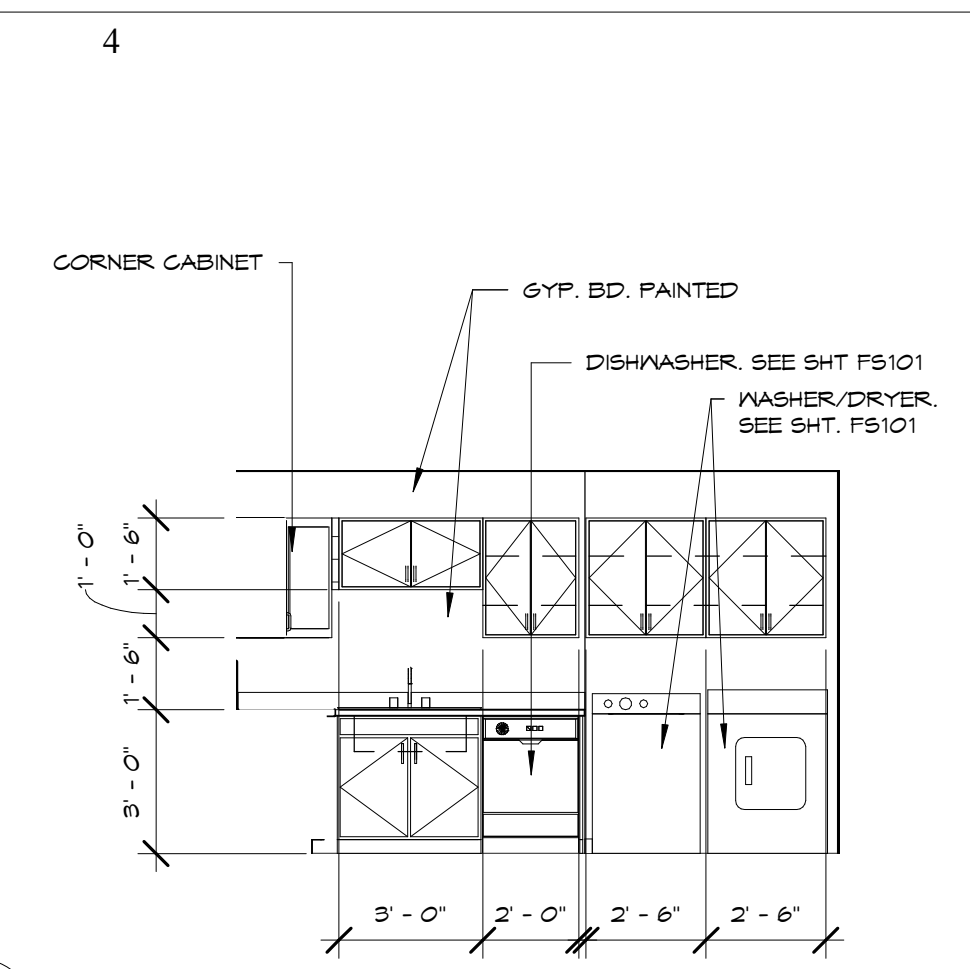 4
CORNER CABINET
GYP. BD. PAINTED
DISHWASHER. SEE SHT FS101
WASHER/DRYER.
SEE SHT. FS101
1' - 6"
1' - 0"
1' - 6"
3' - 0"
3' - 0"
2' - 0"
2' - 6"
2' - 6"